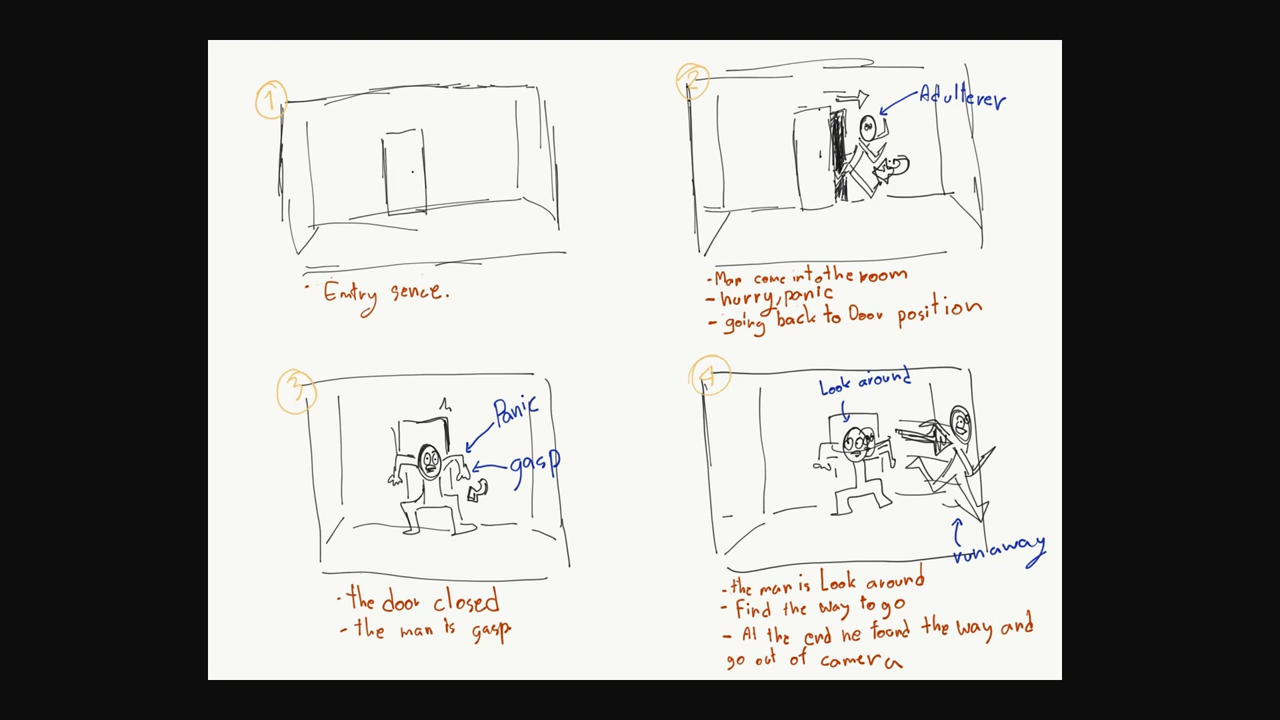 1
· Entry sence.
2
Adulterer
- Man come into the room
- hurry, panic
- going back to Door position
3
Panic
gasp
· the door closed
- the man is gasp
4
Look around
run away
- the man is Look around
- Find the way to go
- At the end he found the way and
go out of camera